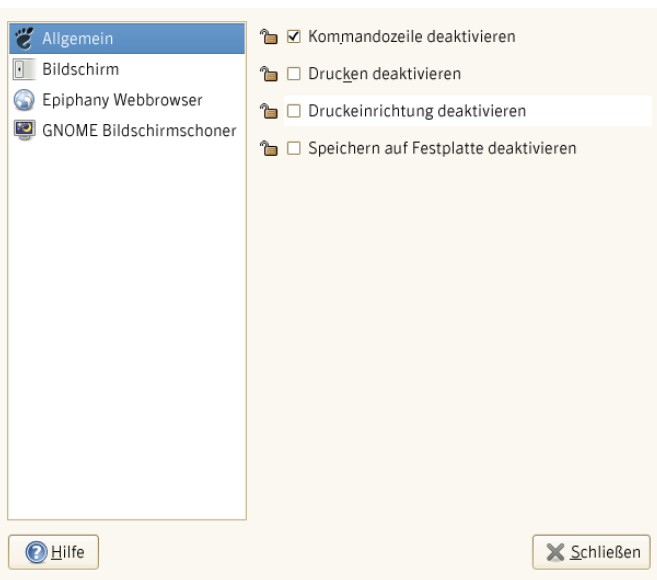 Allgemein
Bildschirm
Epiphany Webbrowser
GNOME Bildschirmschoner
Kommandozeile deaktivieren
Drucken deaktivieren
Druckeinrichtung deaktivieren
Speichern auf Festplatte deaktivieren
Hilfe
Schließen